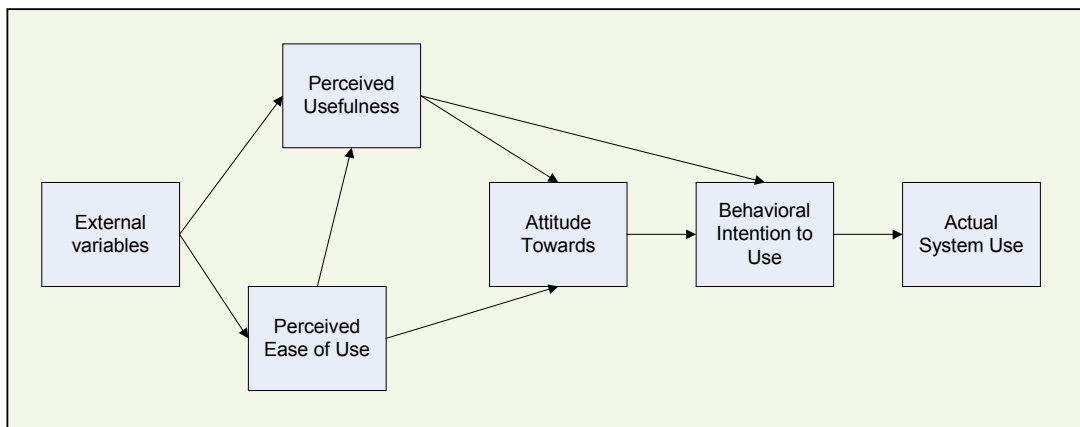 Perceived
Usefulness
External
variables
Perceived
Ease of Use
Attitude
Towards
Behavioral
Intention to
Use
Actual
System Use